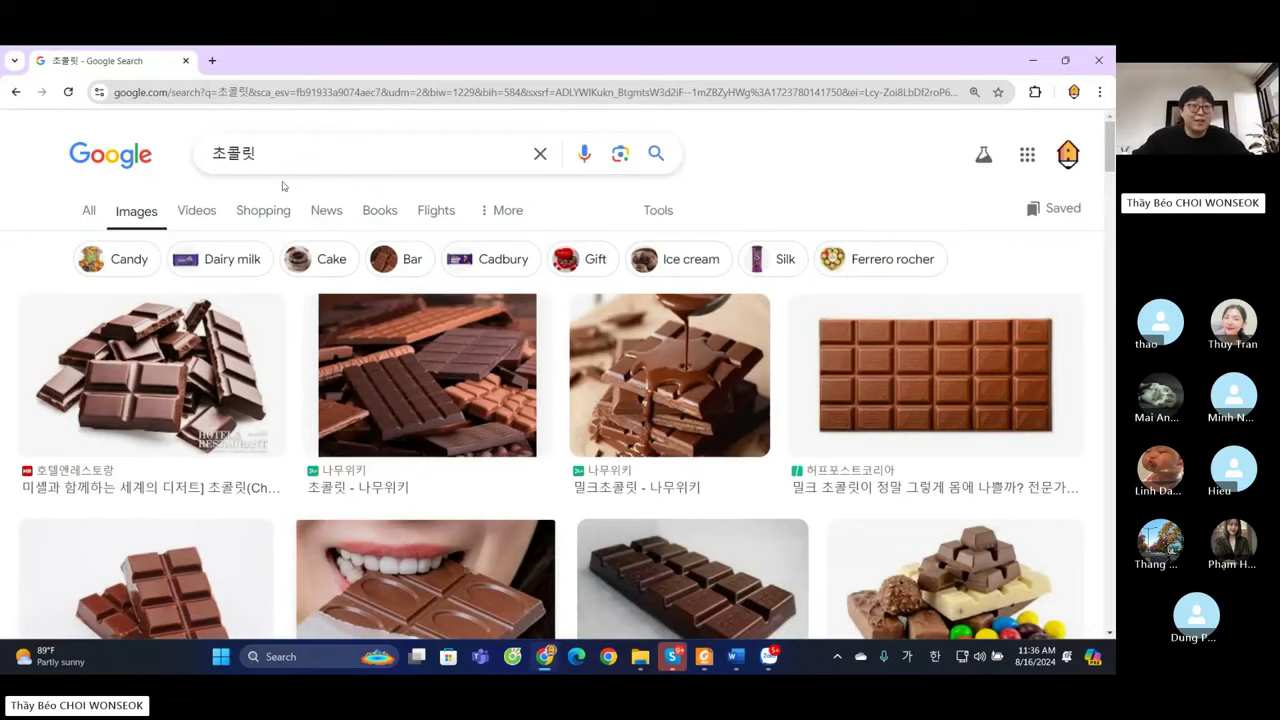 초콜릿 - Google Search
google.com/search?q=초콜릿&sca_esv=fb91933a9074aec7&udm=2&biw=1229&bih=584&sxsrf=ADLYWIKukn_BtgmtsW3d2iF--1mZBZyHWg%3A1723780141750&ei=Lcy-Zoi8LbDf2roP6...
Google
초콜릿
All
Images
Videos
Shopping
News
Books
Flights
More
Tools
Saved
Candy
Dairy milk
Cake
Bar
Cadbury
Gift
Ice cream
Silk
Ferrero rocher
HOTEL&
RESTAURANT
호텔앤레스토랑
미셸과 함께하는 세계의 디저트] 초콜릿(Ch...
나무위키
초콜릿 - 나무위키
나무위키
밀크초콜릿 - 나무위키
허프포스트코리아
밀크 초콜릿이 정말 그렇게 몸에 나쁠까? 전문가...
89°F
Partly sunny
Search
가
한
11:36 AM
8/16/2024
Thầy Béo CHOI WONSEOK
thao
Thuy Tran
Mai An...
Minh N...
Linh Da...
Hieu
Thang ...
Phạm H...
Dung P...
Thầy Béo CHOI WONSEOK